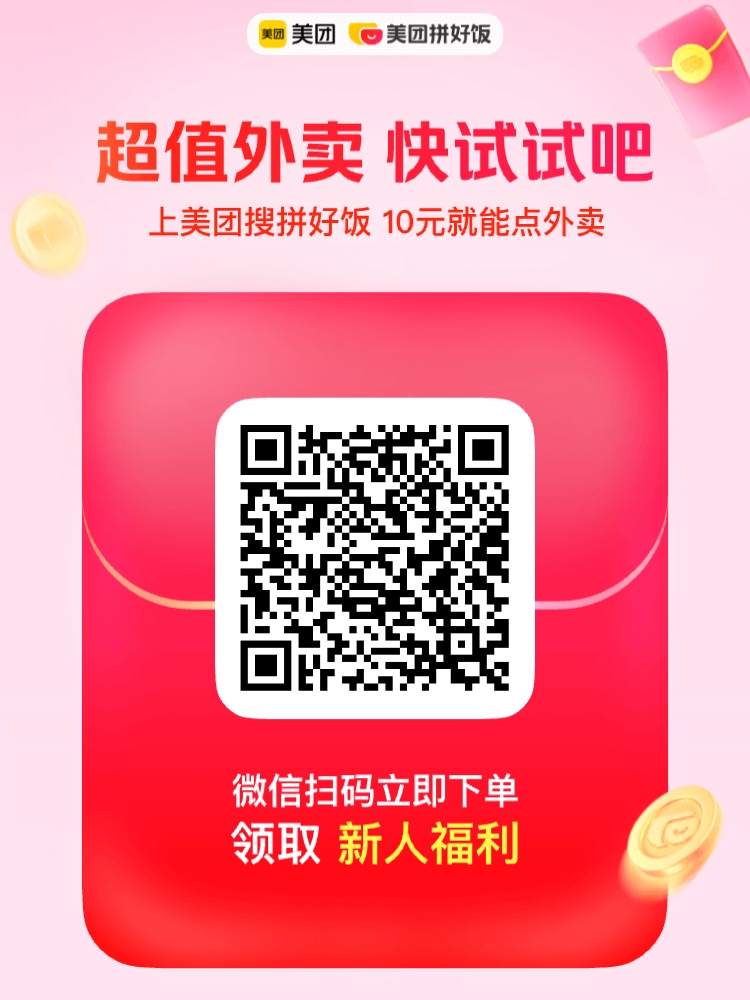 美团 美团 美团拼好饭
超值外卖 快试试吧
上美团搜拼好饭 10元就能点外卖
微信扫码立即下单
领取 新人福利